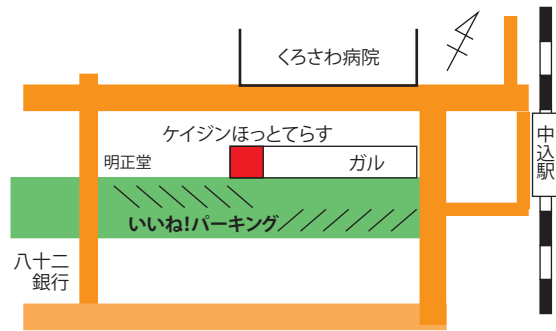 くろさわ病院
ケイジンほっとてらす
明正堂
ガル
中込駅
いいね!パーキング
八十二
銀行